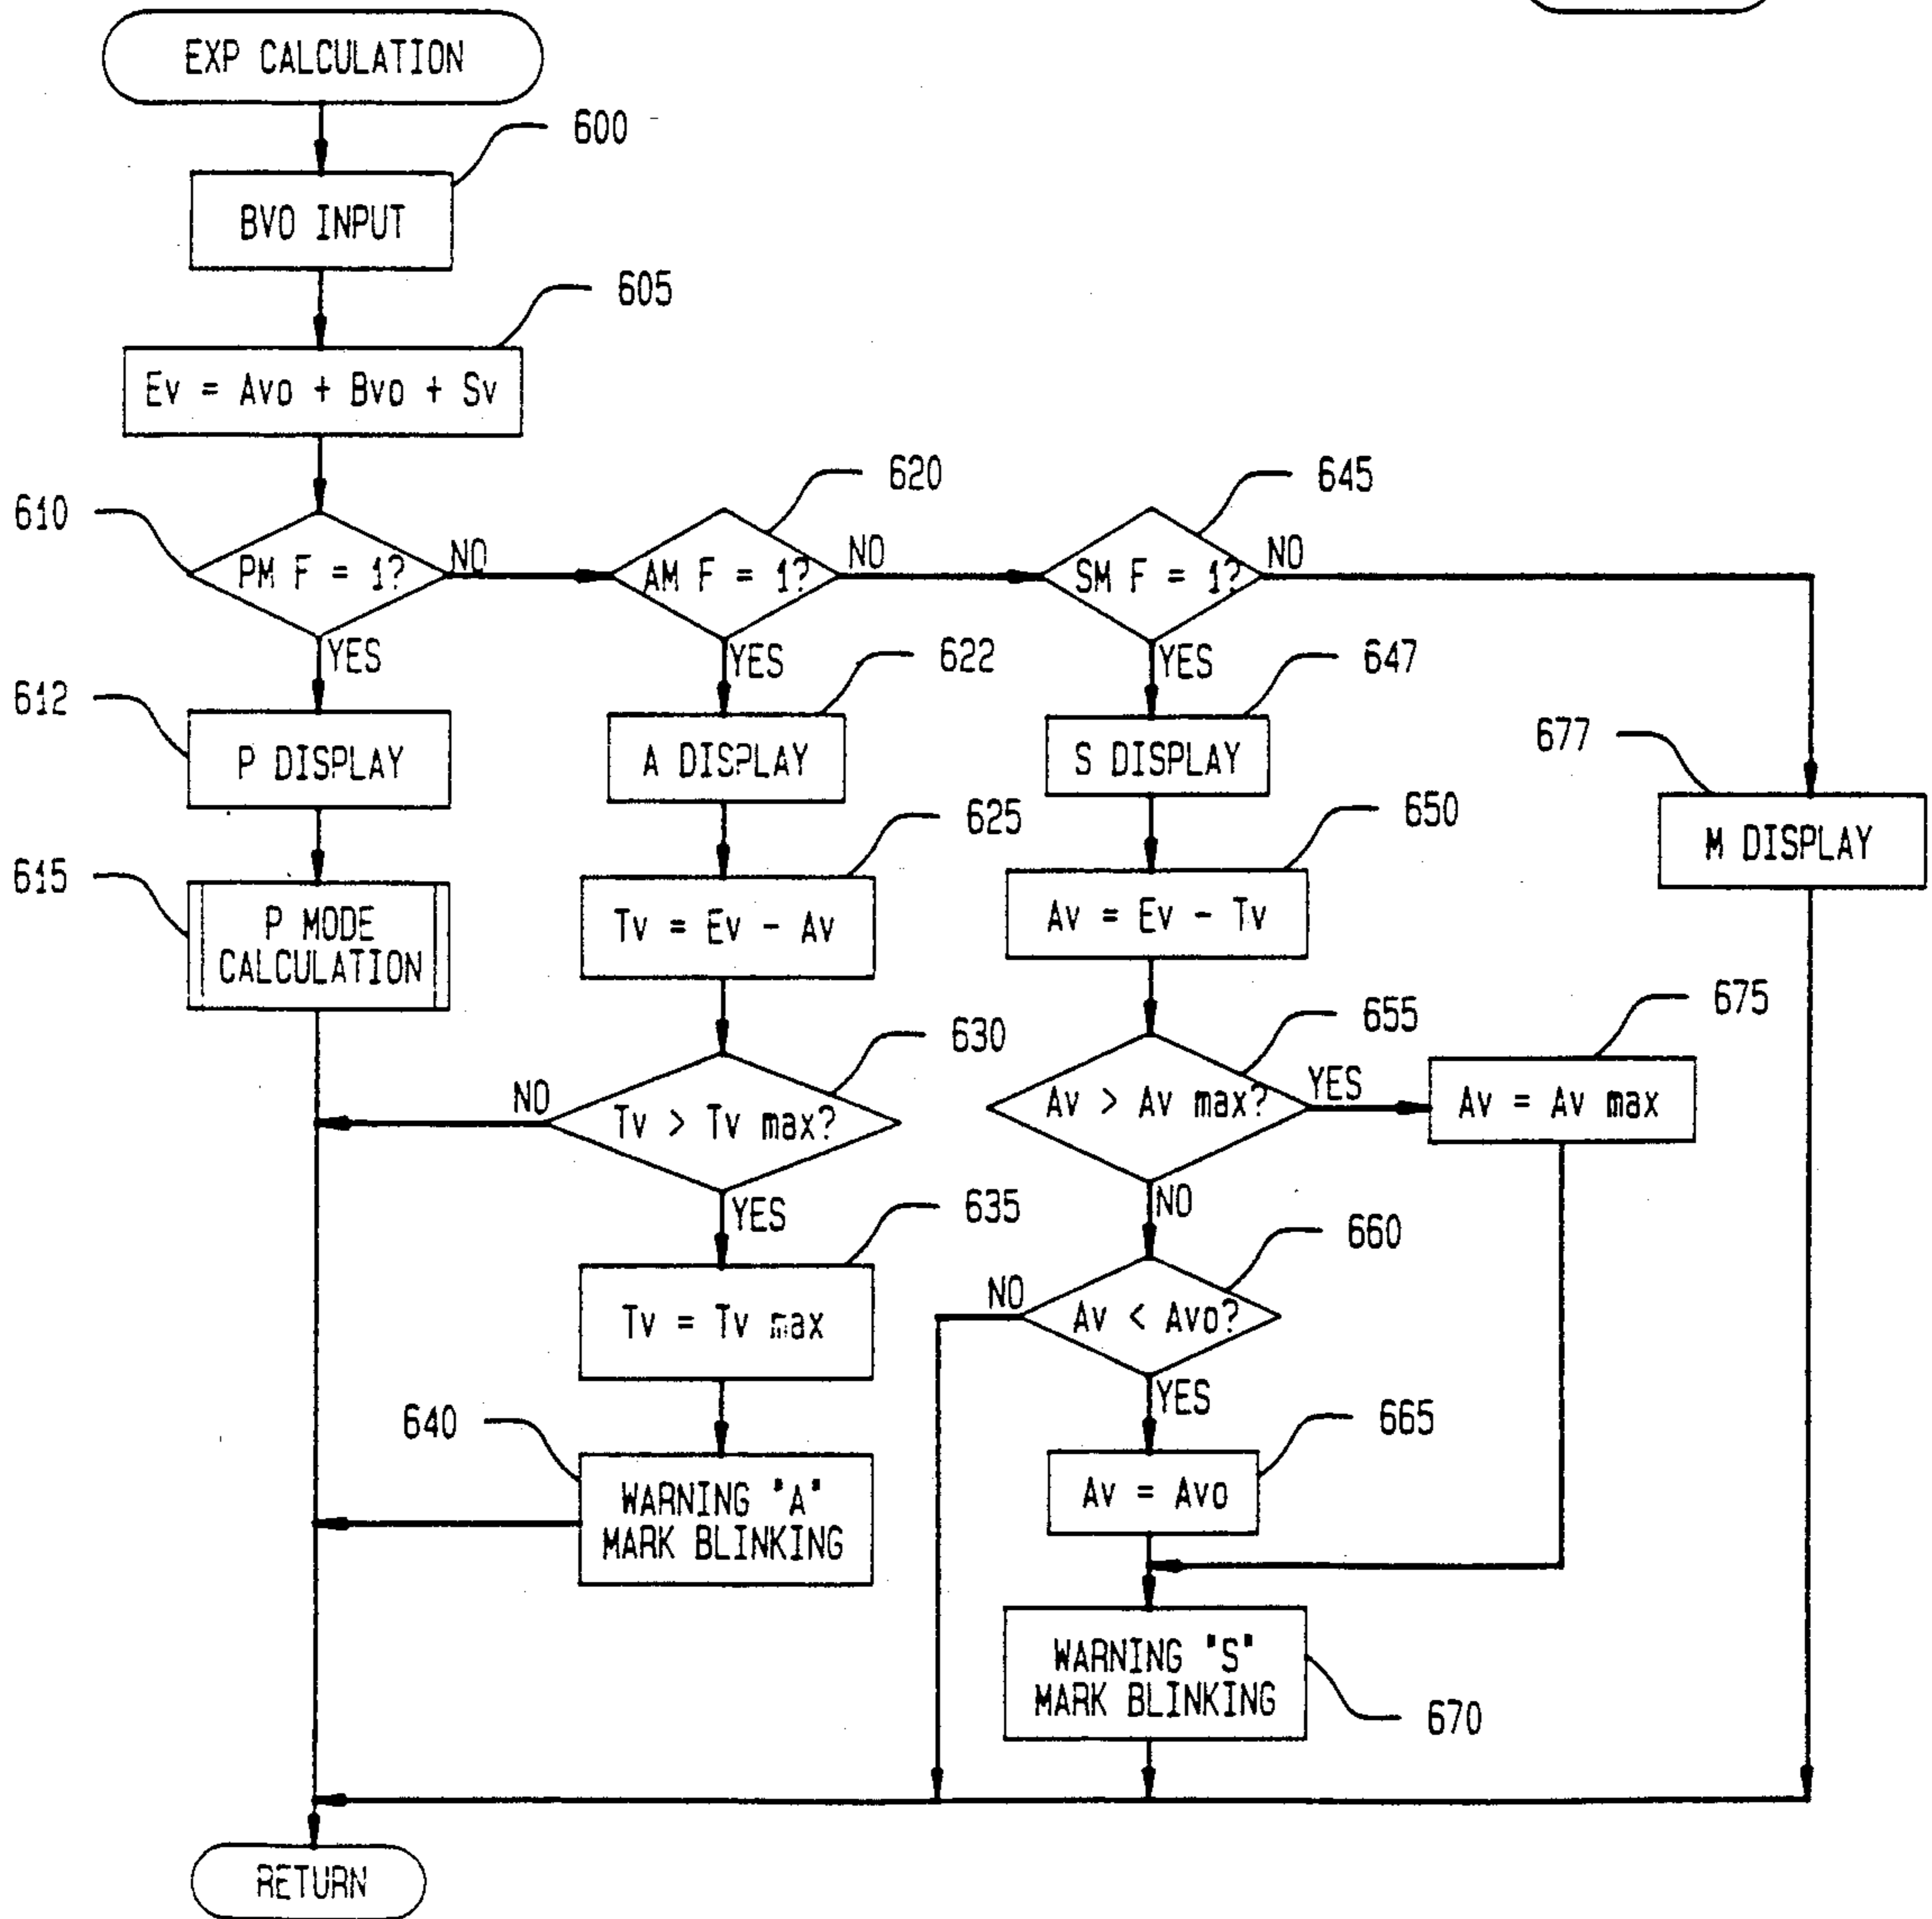 EXP CALCULATION
600
BVO INPUT
605
Ev = Avo + Bvo + Sv
610
PM F = 1?
NO
YES
620
AM F = 1?
NO
YES
645
SM F = 1?
NO
YES
612
P DISPLAY
622
A DISPLAY
647
S DISPLAY
677
M DISPLAY
615
P MODE
CALCULATION
625
Tv = Ev - Av
650
Av = Ev - Tv
630
Tv > Tv max?
NO
YES
655
Av > Av max?
YES
NO
675
Av = Av max
635
Tv = Tv max
660
Av < Avo?
NO
YES
640
WARNING "A"
MARK BLINKING
665
Av = Avo
WARNING "S"
MARK BLINKING
670
RETURN